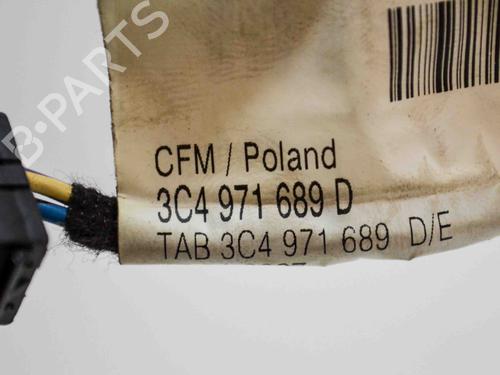 B-PARTS
CFM / Poland
3C4 971 689 D
TAB 3C4 971 689 D/E